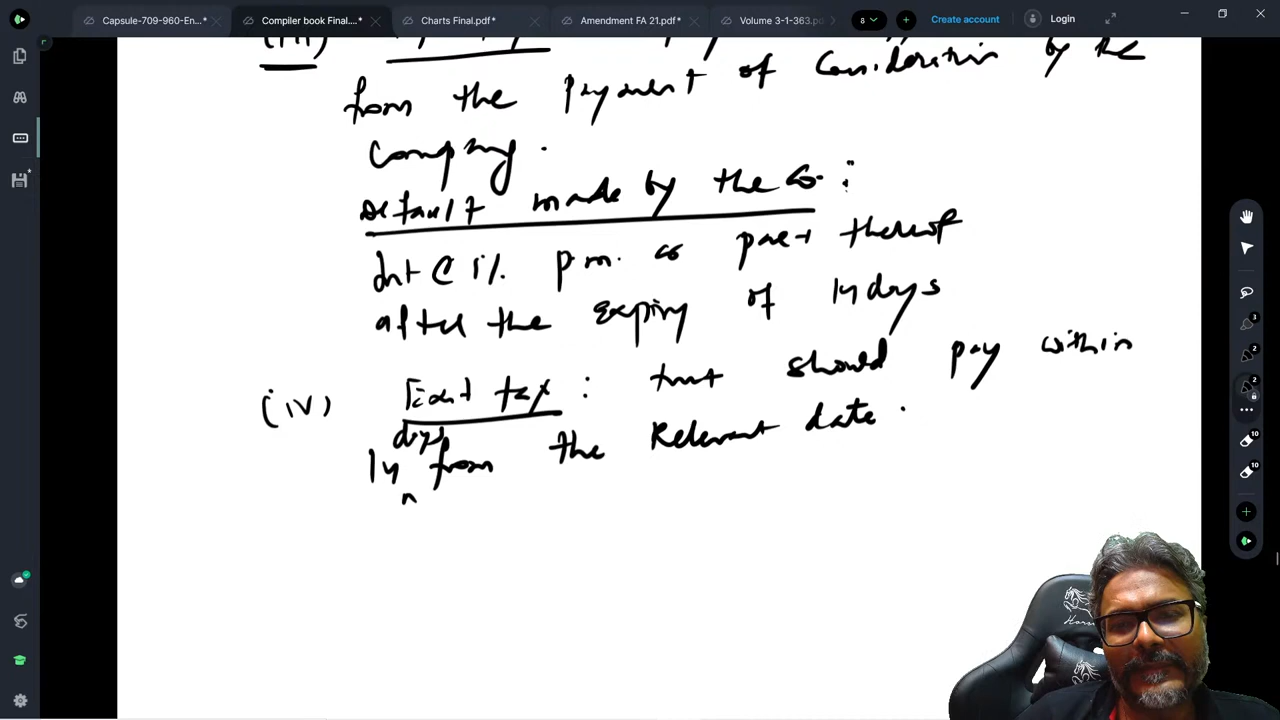 Capsule-709-960-En...*
Compiler book Final....*
Charts Final.pdf*
Amendment FA 21.pdf*
Volume 3-1-363.pd
8
Create account
Login
from the payment of consideration by the
company.
Default made by the Co. :
Int @ 1% p.m. or part thereof
after the expiry of 14 days
(iv) Exit tax : trust should pay within
14 days from the Relevant date.